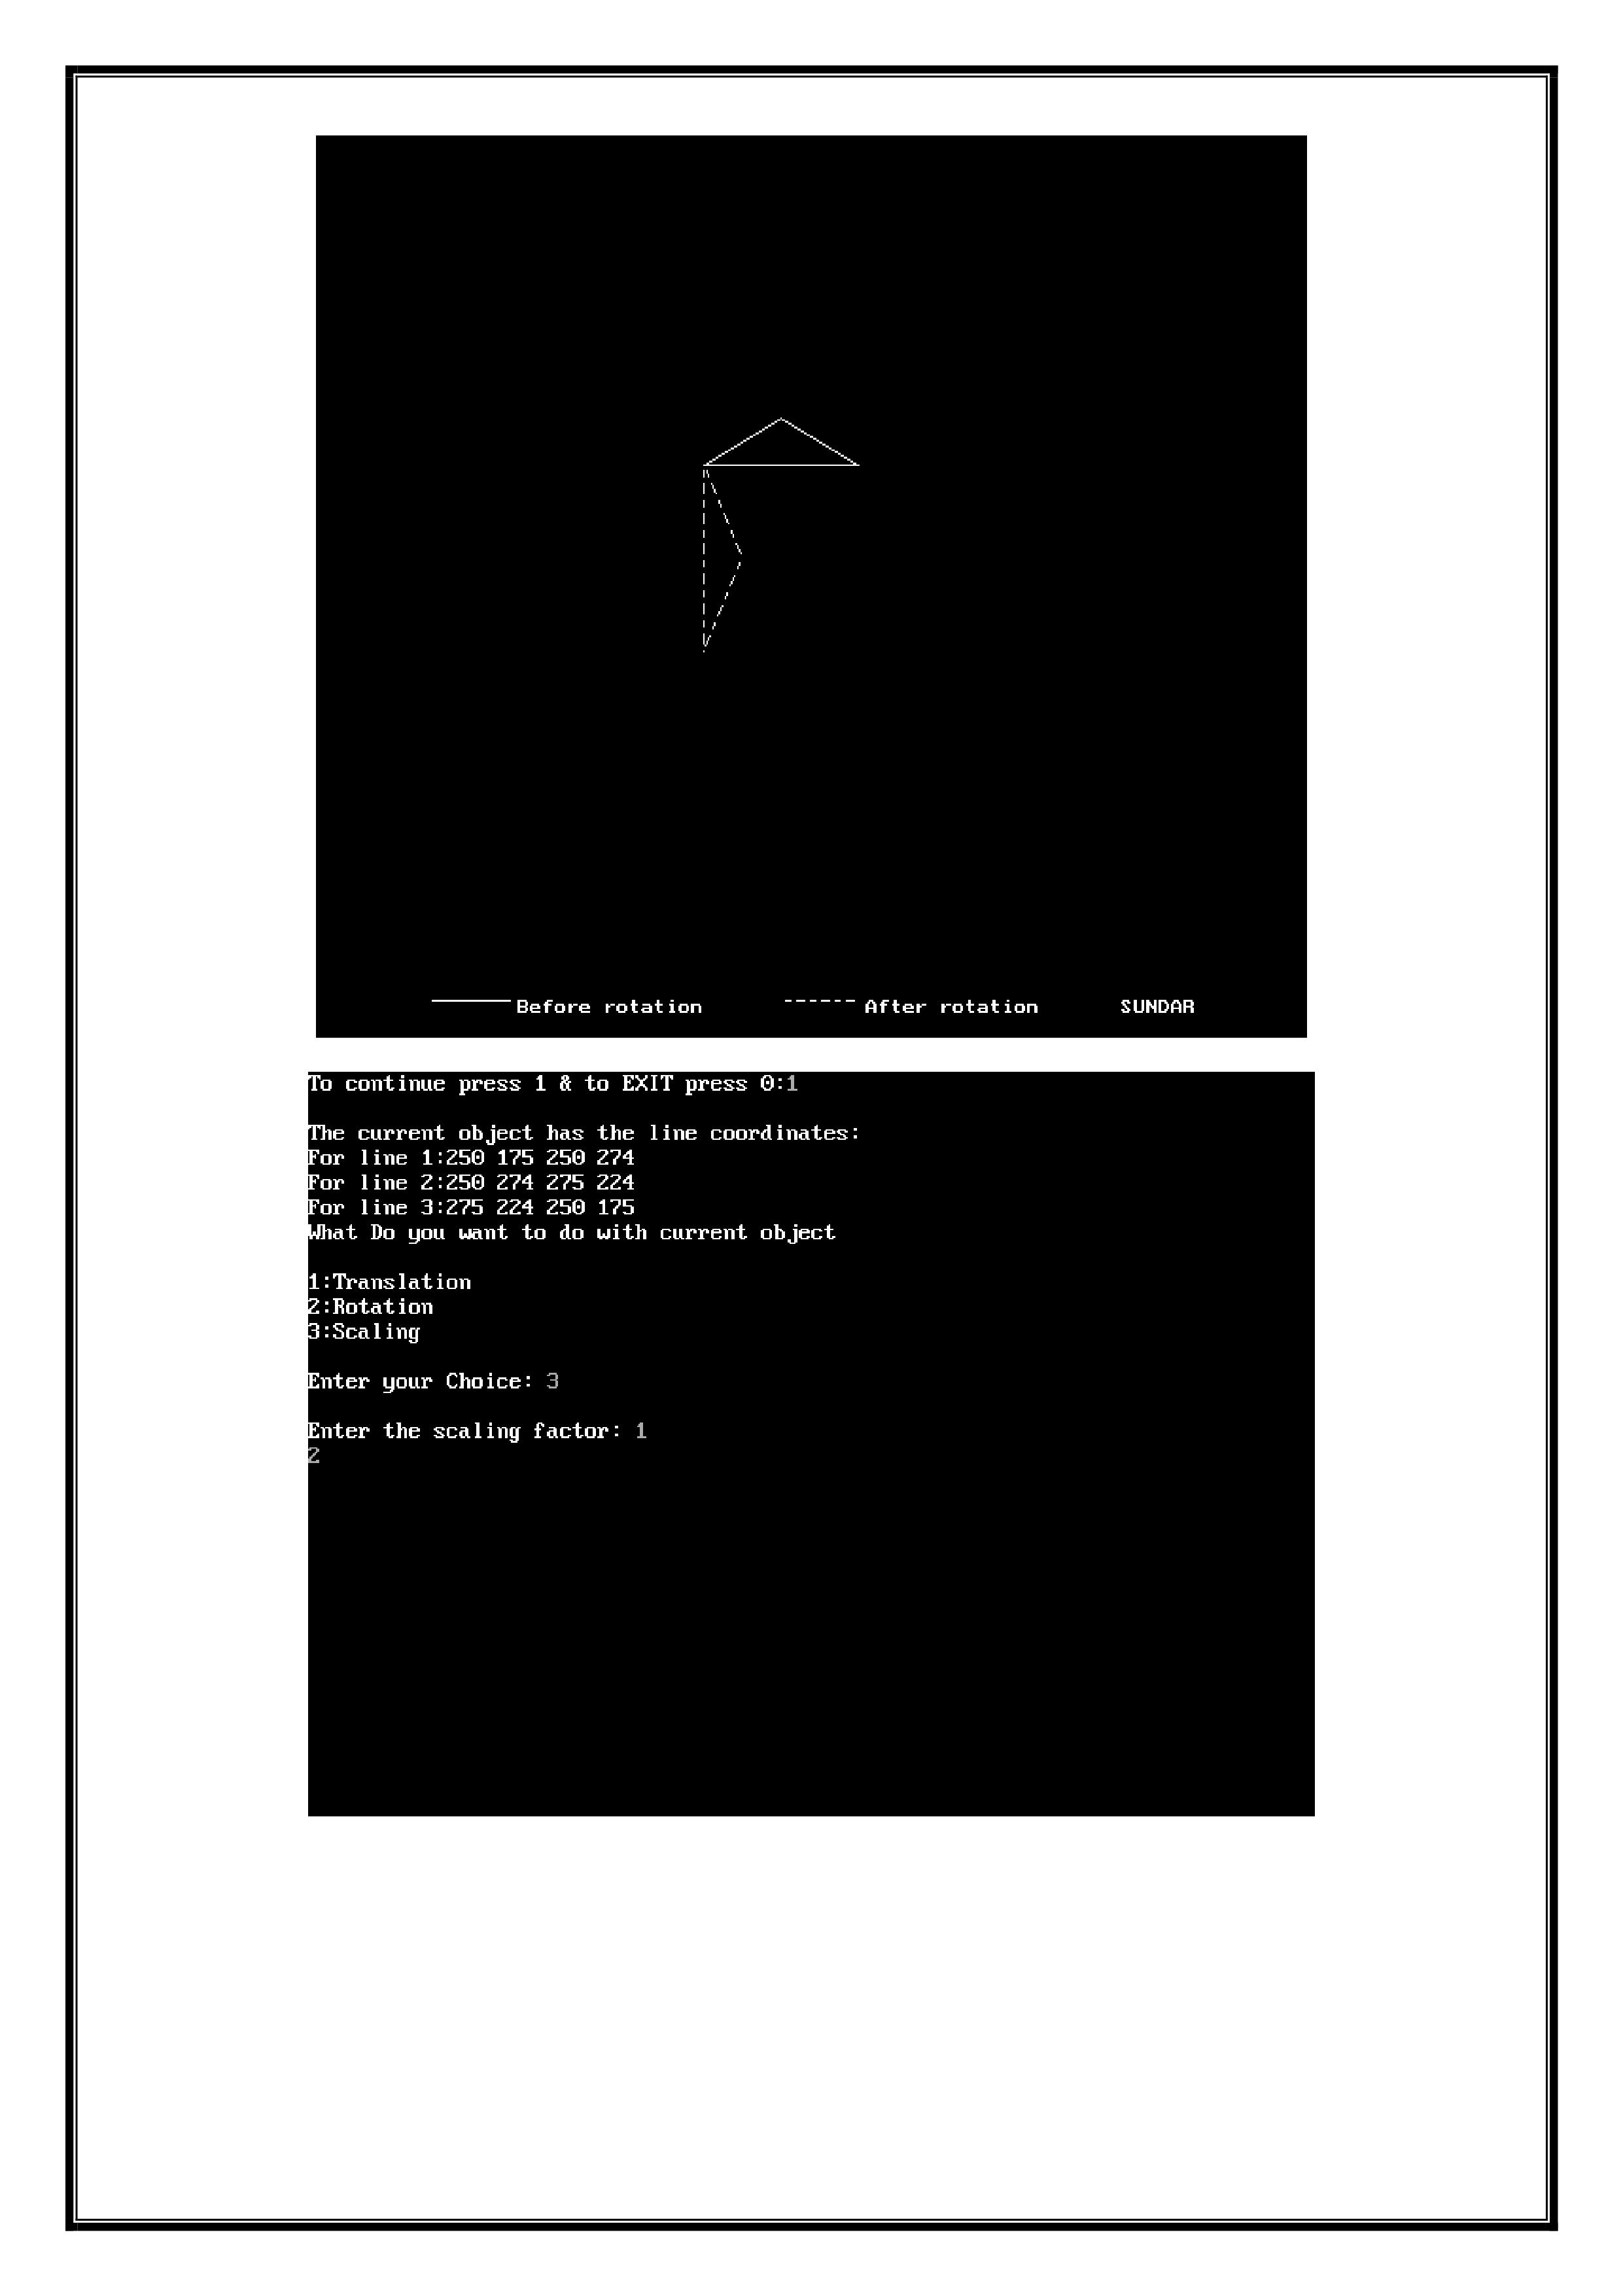 Before rotation After rotation SUNDAR
To continue press 1 & to EXIT press 0:1
The current object has the line coordinates:
For line 1:250 175 250 274
For line 2:250 274 275 224
For line 3:275 224 250 175
What Do you want to do with current object
1:Translation
2:Rotation
3:Scaling
Enter your Choice: 3
Enter the scaling factor: 1
2